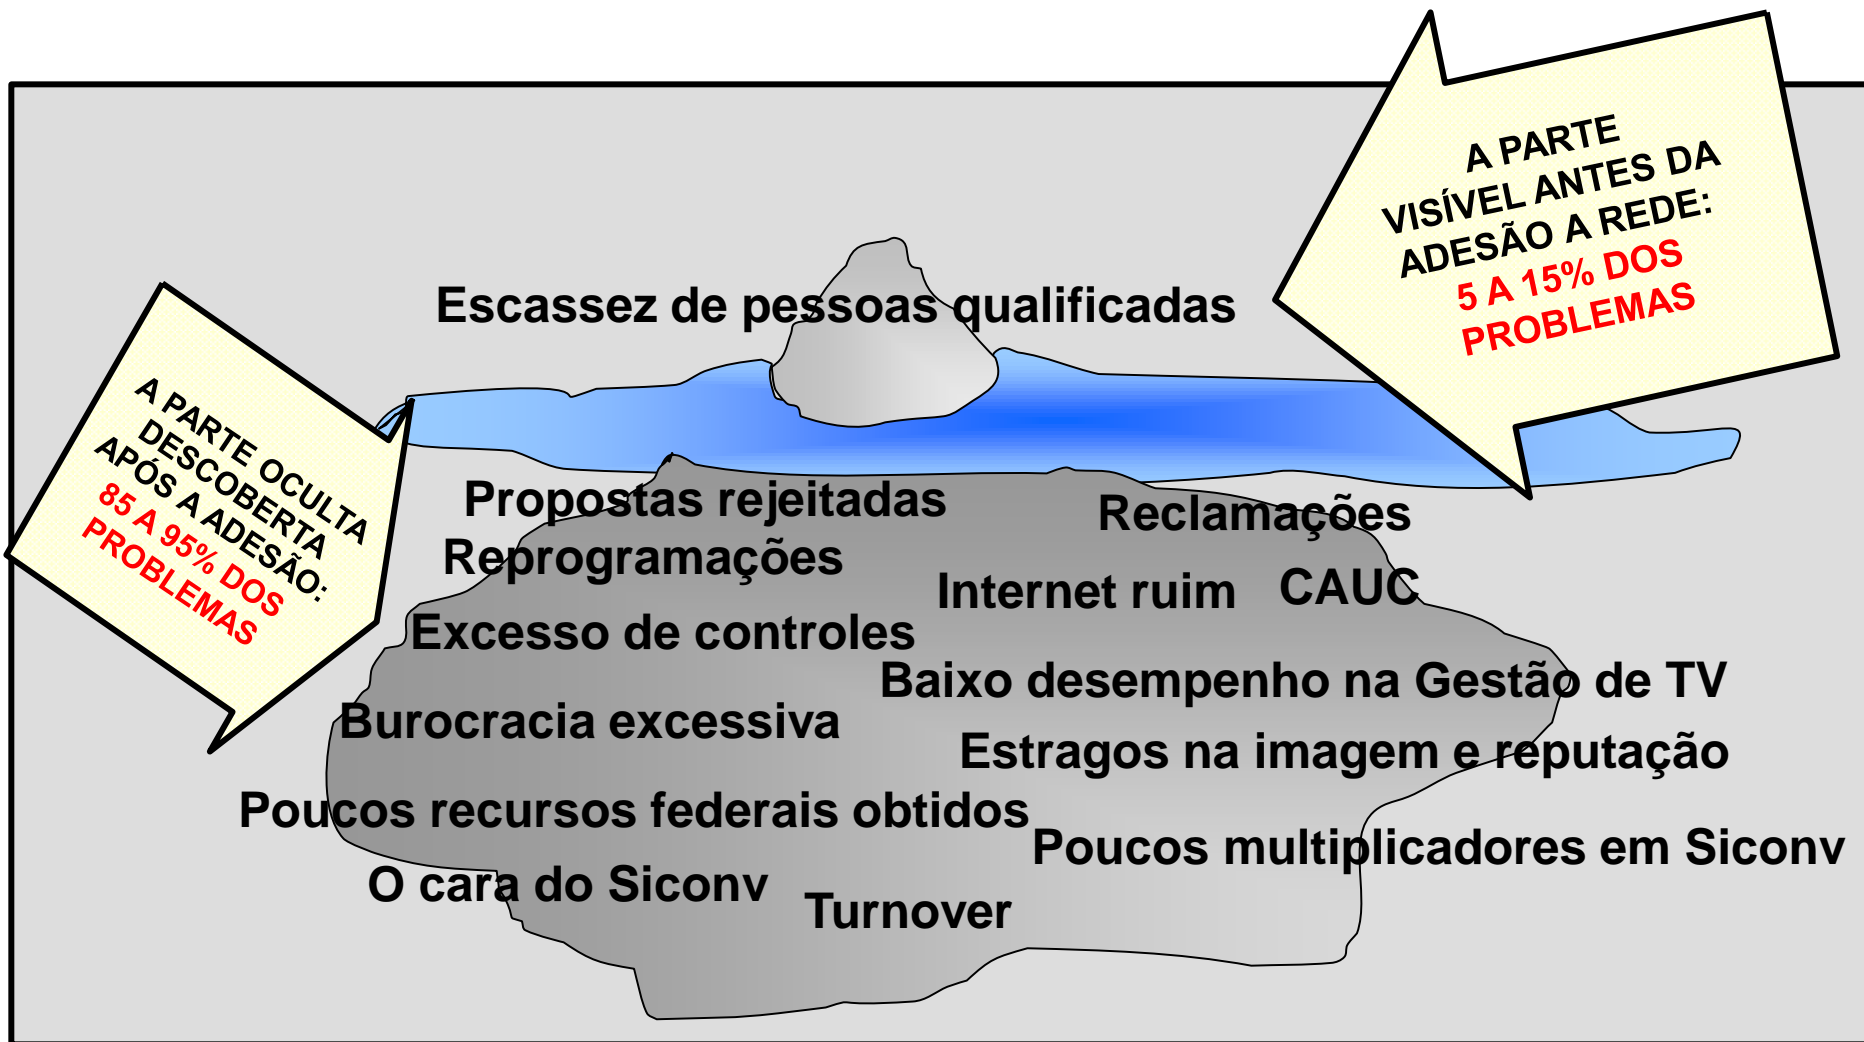 A PARTE
VISÍVEL ANTES DA
ADESÃO A REDE:
5 A 15% DOS
PROBLEMAS
Escassez de pessoas qualificadas
A PARTE OCULTA
DESCOBERTA
APÓS A ADESÃO:
85 A 95% DOS
PROBLEMAS
Propostas rejeitadas
Reclamações
Reprogramações
Internet ruim
CAUC
Excesso de controles
Baixo desempenho na Gestão de TV
Burocracia excessiva
Estragos na imagem e reputação
Poucos recursos federais obtidos
Poucos multiplicadores em Siconv
O cara do Siconv
Turnover